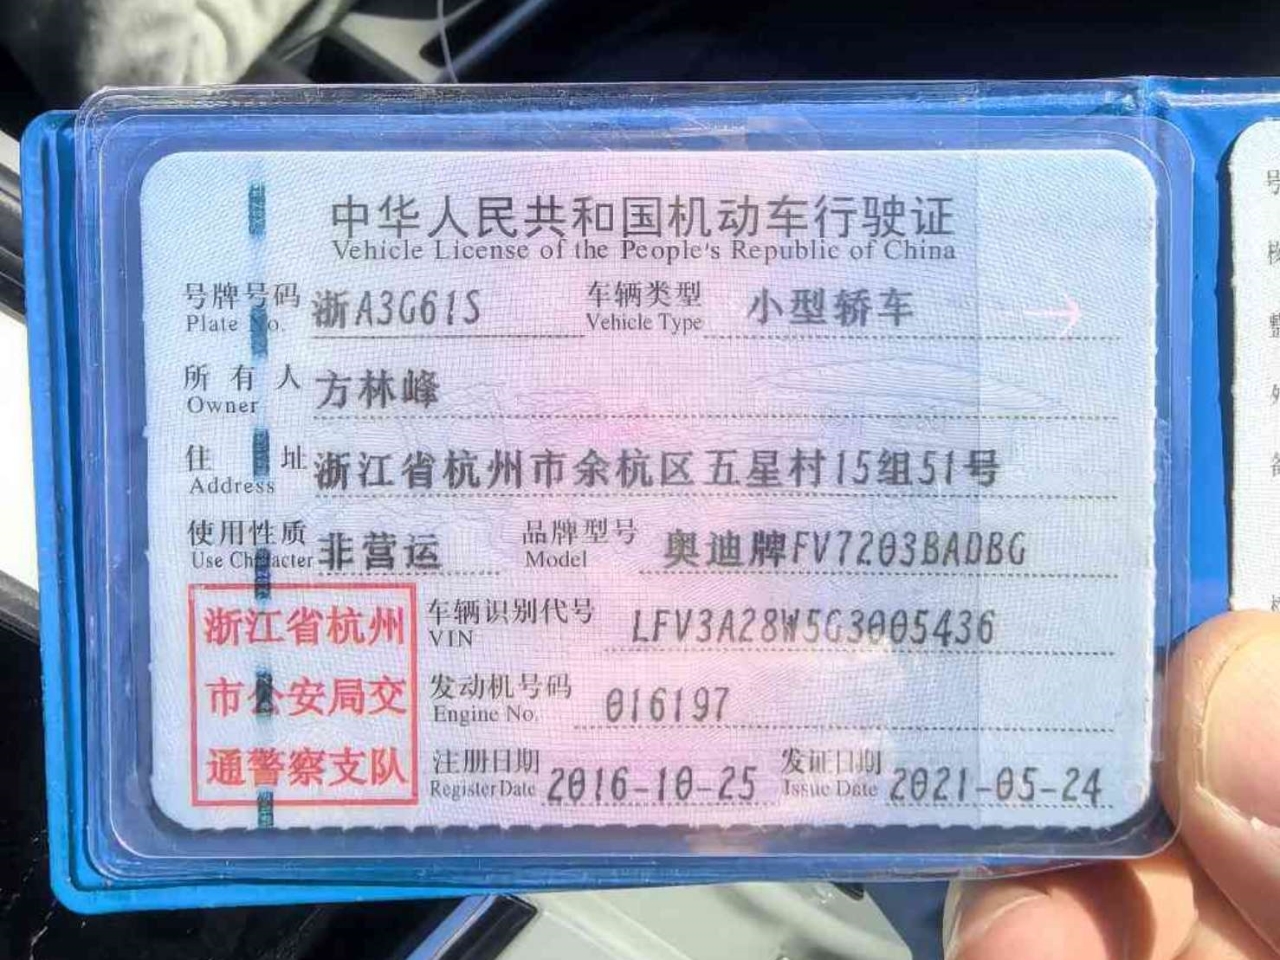 中华人民共和国机动车行驶证
Vehicle License of the People's Republic of China
号牌号码 浙A3G61S 车辆类型 小型轿车
Plate No. Vehicle Type
所有人 方林峰
Owner
住址 浙江省杭州市余杭区五星村15组51号
Address
使用性质 非营运 品牌型号 奥迪牌FV7203BADBG
Use Character Model
浙江省杭州
市公安局交
通警察支队
车辆识别代号 LFV3A28W5G3005436
VIN
发动机号码 016197
Engine No.
注册日期 2016-10-25 发证日期 2021-05-24
Register Date Issue Date
号